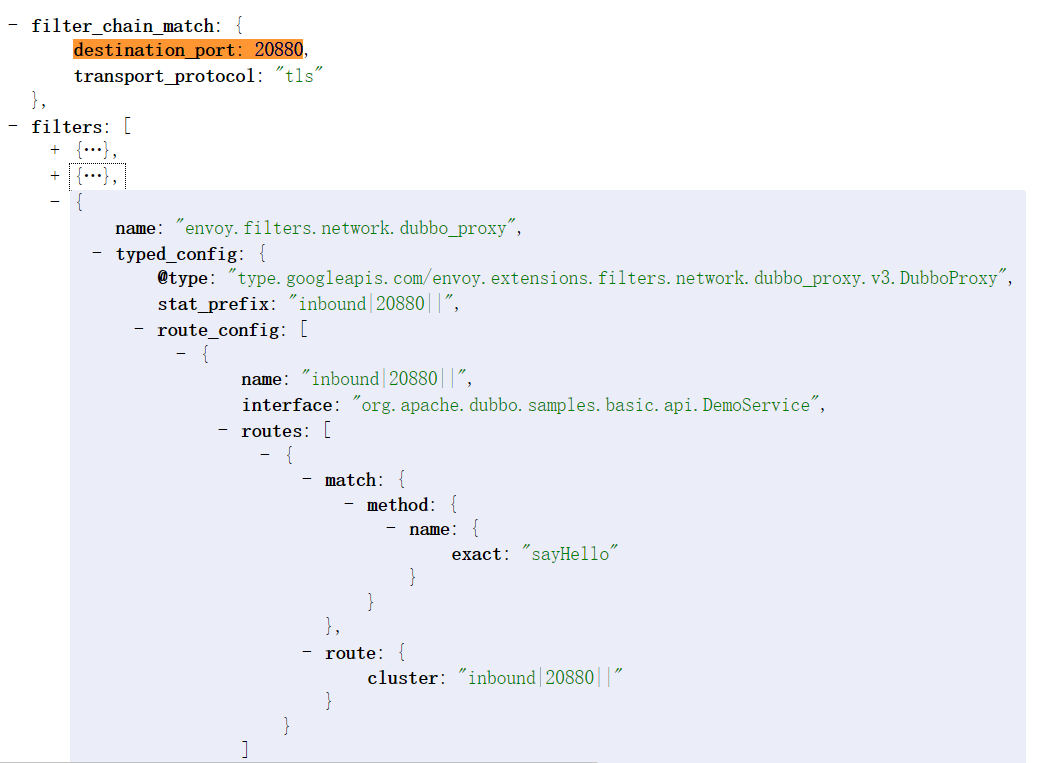 - filter_chain_match: {
destination_port: 20880,
transport_protocol: "tls"
},
- filters: [
+ {…},
+ {…},
- {
name: "envoy.filters.network.dubbo_proxy",
- typed_config: {
@type: "type.googleapis.com/envoy.extensions.filters.network.dubbo_proxy.v3.DubboProxy",
stat_prefix: "inbound|20880||",
- route_config: [
- {
name: "inbound|20880||",
interface: "org.apache.dubbo.samples.basic.api.DemoService",
- routes: [
- {
- match: {
- method: {
- name: {
exact: "sayHello"
}
}
},
- route: {
cluster: "inbound|20880||"
}
}
]